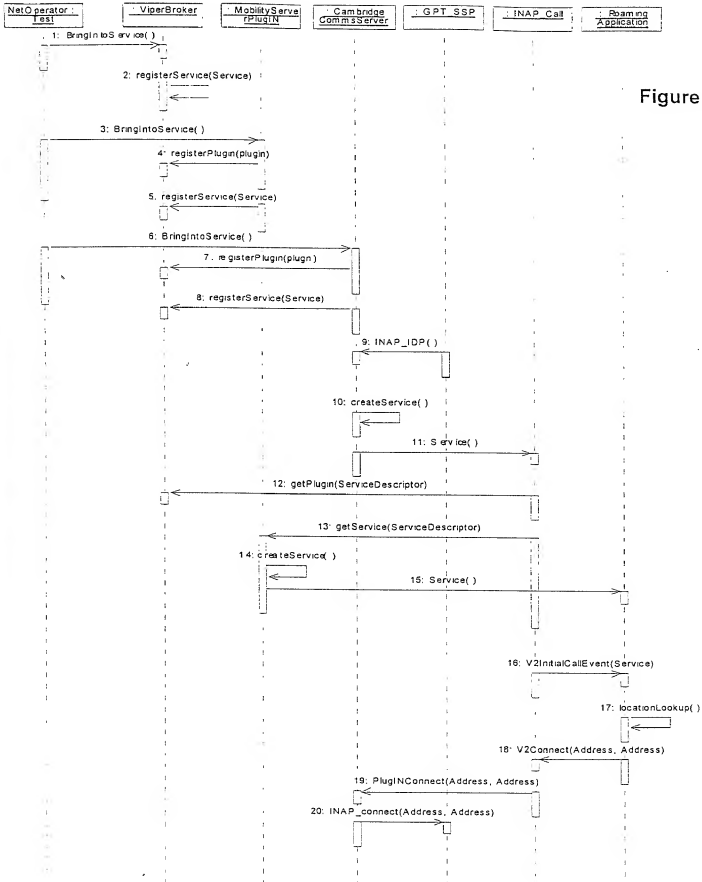 NetOperator :
Test
: ViperBroker
: MobilityServe
rPlugIN
: Cambridge
CommsServer
: GPT_SSP
: INAP_Call
: Roaming
Application
1: BringIntoService( )
2: registerService(Service)
Figure
3: BringIntoService( )
4: registerPlugin(plugin)
5. registerService(Service)
6: BringIntoService( )
7. registerPlugin(plugn)
8: registerService(Service)
9: INAP_IDP( )
10: createService( )
11: Service( )
12: getPlugin(ServiceDescriptor)
13: getService(ServiceDescriptor)
14: createService( )
15: Service( )
16: V2InitialCallEvent(Service)
17: locationLookup( )
18: V2Connect(Address, Address)
19: PlugINConnect(Address, Address)
20: INAP_connect(Address, Address)